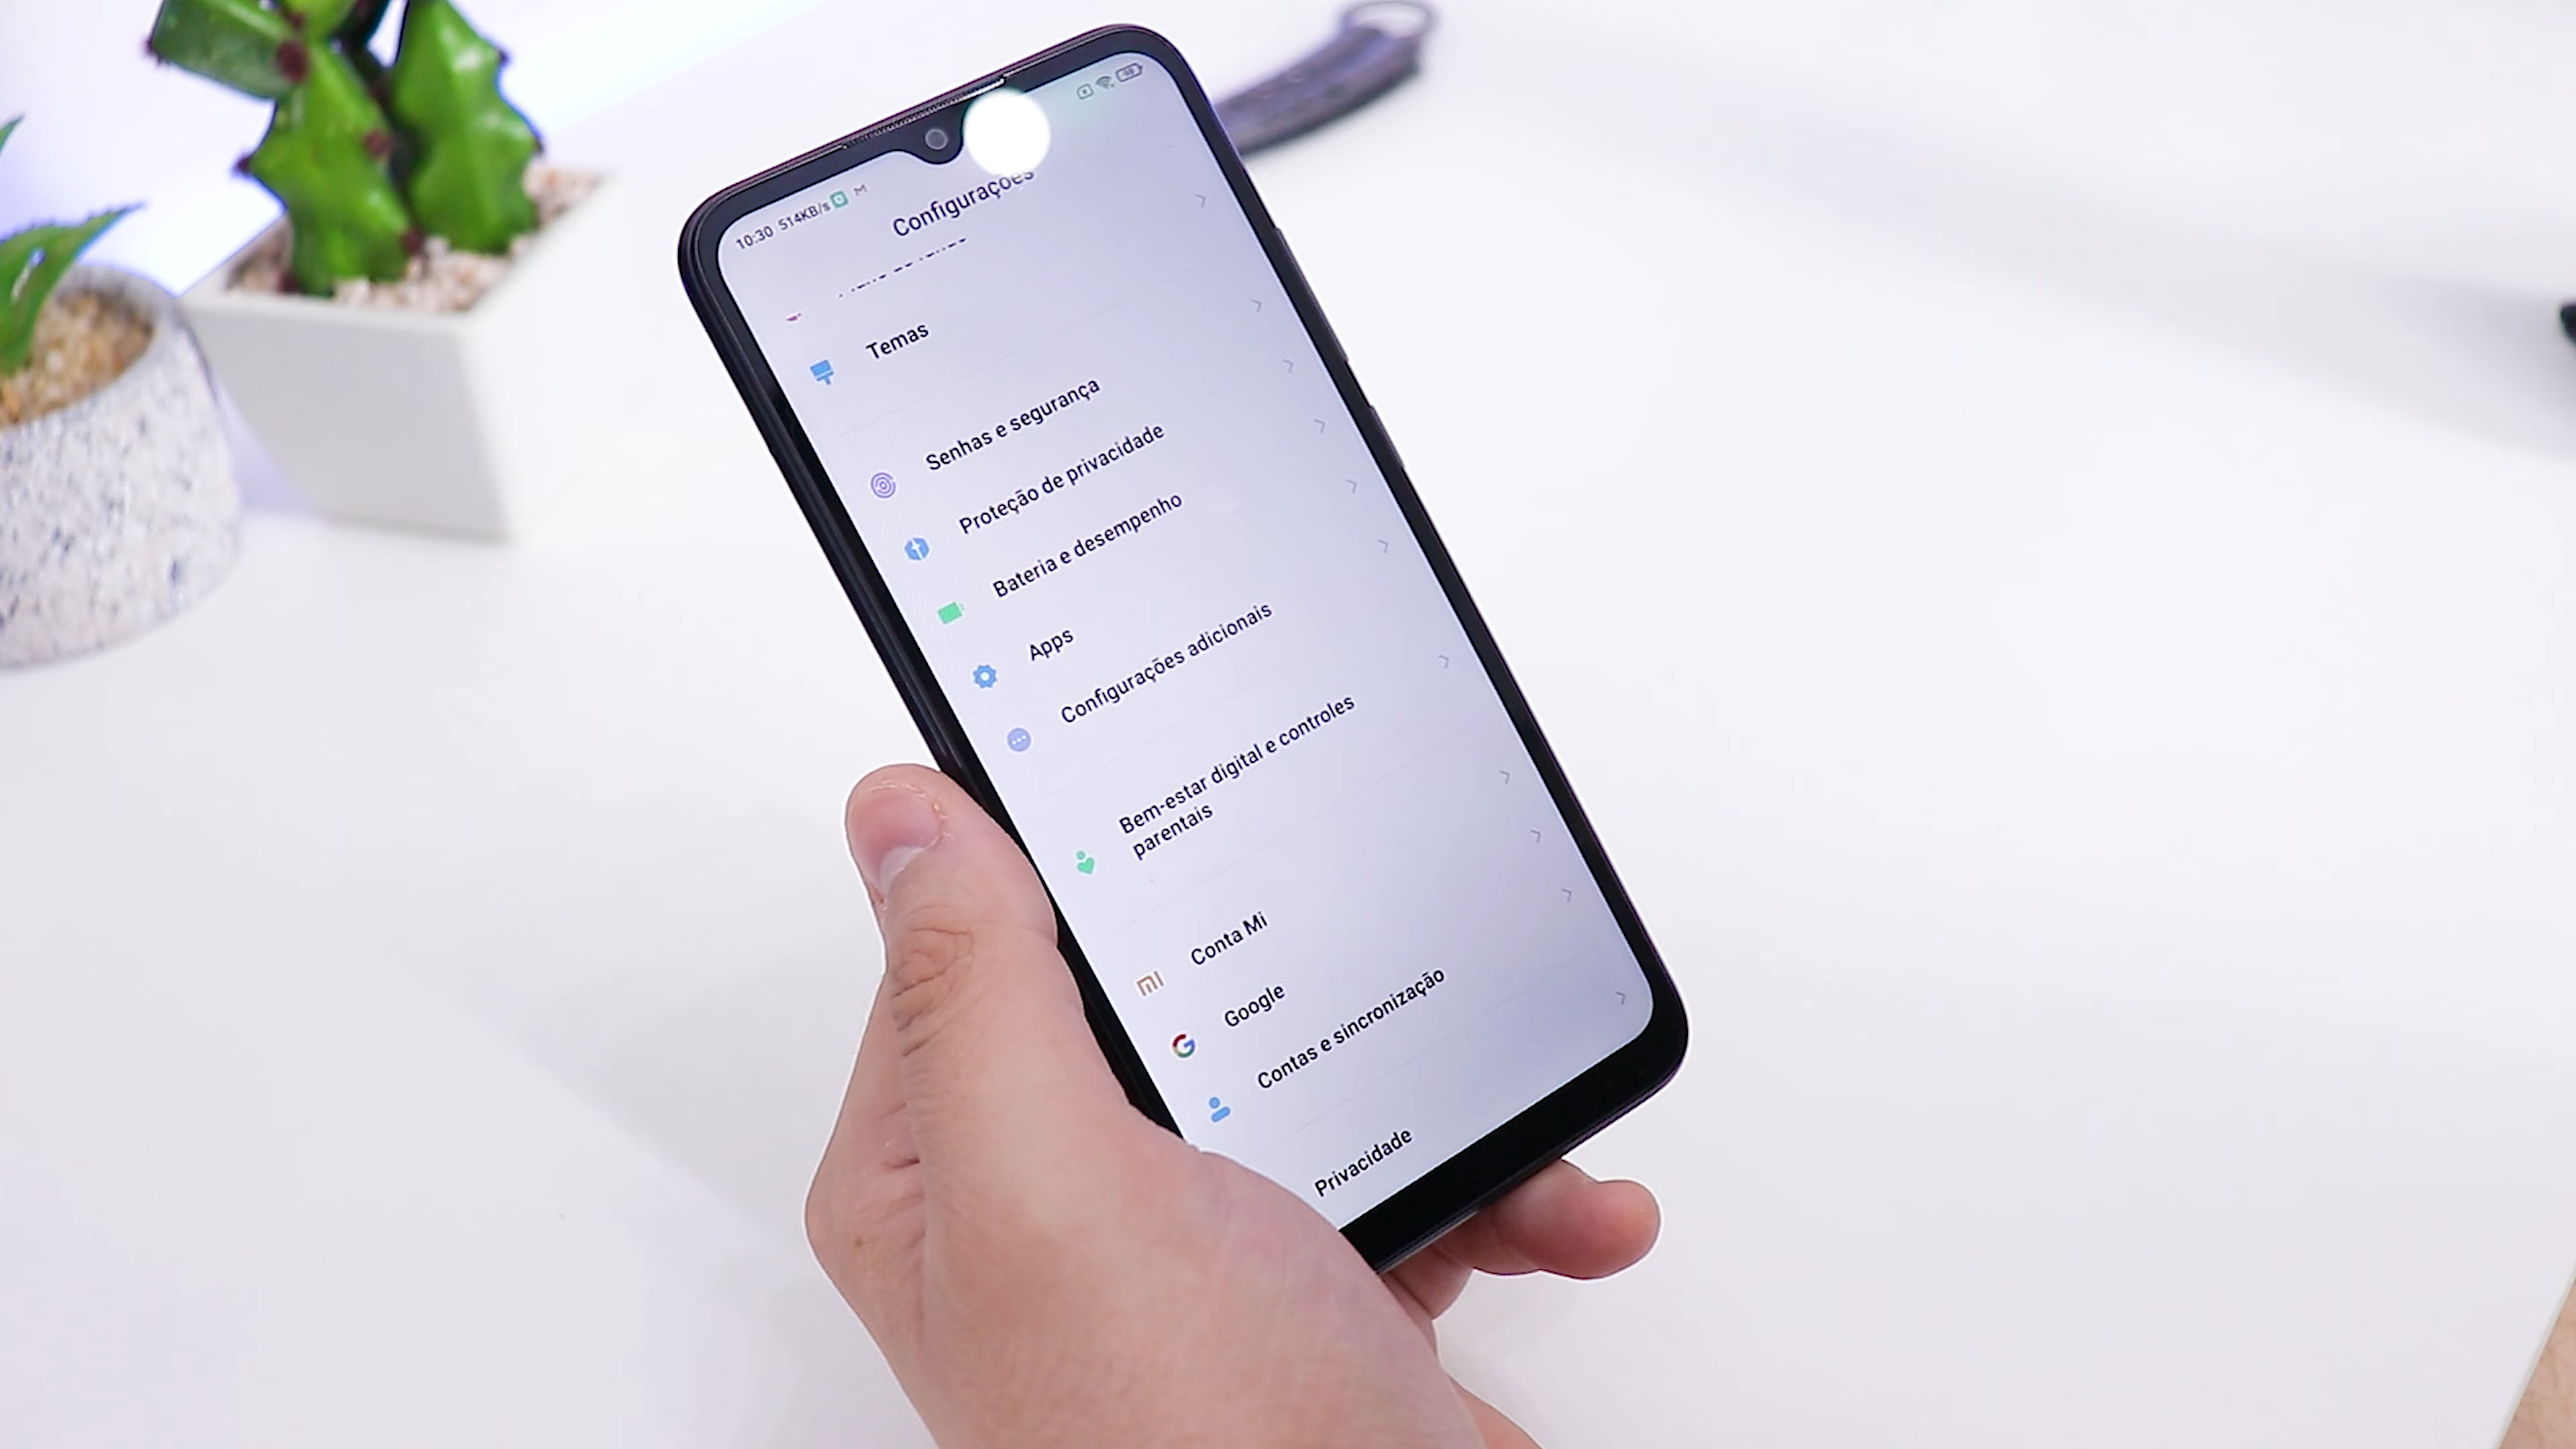 10:30 514KB/s
Configurações
Temas
Senhas e segurança
Proteção de privacidade
Bateria e desempenho
Apps
Configurações adicionais
Bem-estar digital e controles
parentais
Conta Mi
Google
Contas e sincronização
Privacidade